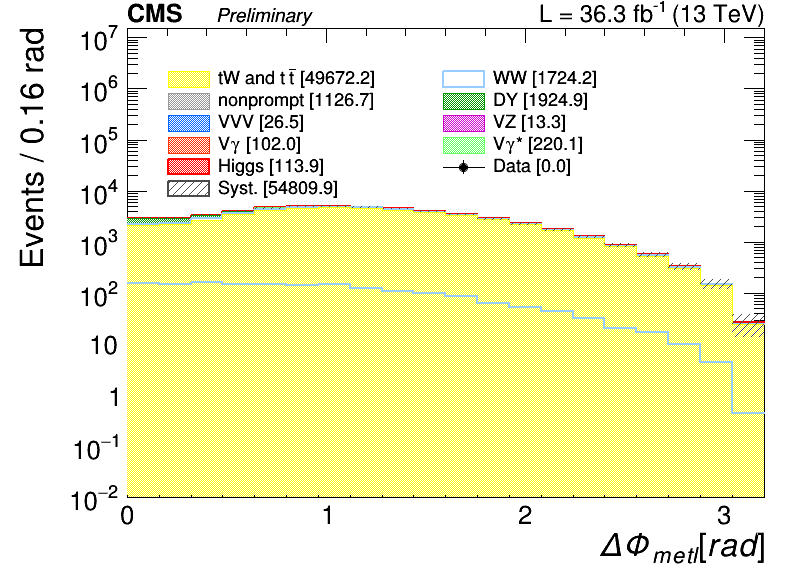 CMS Preliminary L = 36.3 fb⁻¹ (13 TeV)
Events / 0.16 rad
10⁷
10⁶
10⁵
10⁴
10³
10²
10
1
10⁻¹
10⁻²
tW and tt̄ [49672.2]
nonprompt [1126.7]
VVV [26.5]
Vγ [102.0]
Higgs [113.9]
Syst. [54809.9]
WW [1724.2]
DY [1924.9]
VZ [13.3]
Vγ* [220.1]
Data [0.0]
0 1 2 3
ΔΦ_metl[rad]